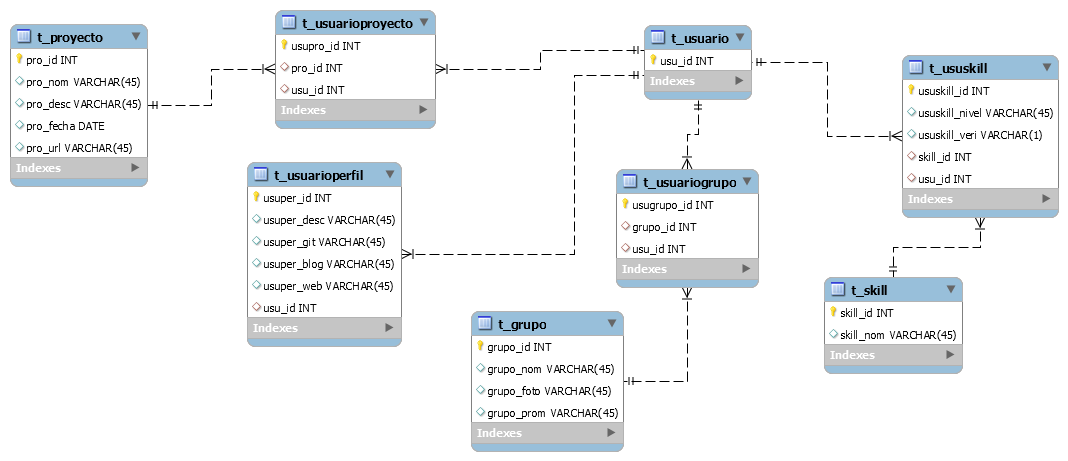 t_proyecto
pro_id INT
pro_nom VARCHAR(45)
pro_desc VARCHAR(45)
pro_fecha DATE
pro_url VARCHAR(45)
Indexes
t_usuarioproyecto
usupro_id INT
pro_id INT
usu_id INT
Indexes
t_usuario
usu_id INT
Indexes
t_ususkill
ususkill_id INT
ususkill_nivel VARCHAR(45)
ususkill_veri VARCHAR(1)
skill_id INT
usu_id INT
Indexes
t_usuarioperfil
usuper_id INT
usuper_desc VARCHAR(45)
usuper_git VARCHAR(45)
usuper_blog VARCHAR(45)
usuper_web VARCHAR(45)
usu_id INT
Indexes
t_usuariogrupo
usugrupo_id INT
grupo_id INT
usu_id INT
Indexes
t_skill
skill_id INT
skill_nom VARCHAR(45)
Indexes
t_grupo
grupo_id INT
grupo_nom VARCHAR(45)
grupo_foto VARCHAR(45)
grupo_prom VARCHAR(45)
Indexes